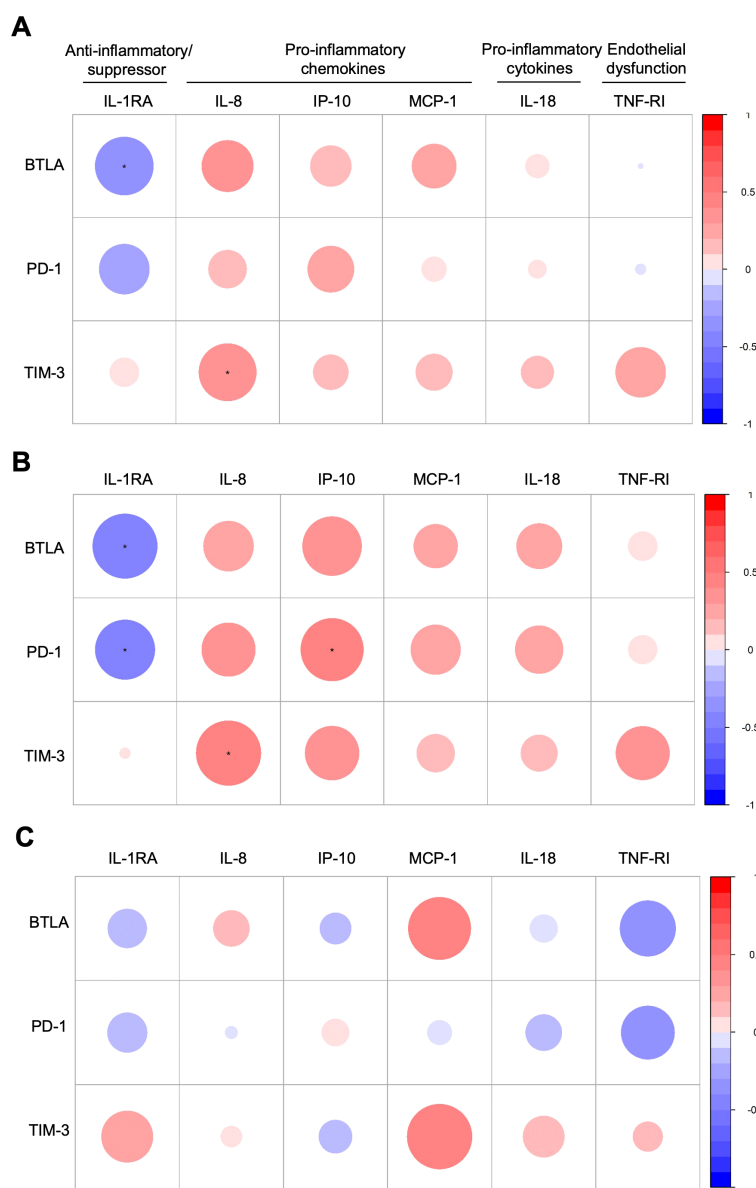 A
Anti-inflammatory/
suppressor
Pro-inflammatory
chemokines
Pro-inflammatory
cytokines
Endothelial
dysfunction
IL-1RA IL-8 IP-10 MCP-1 IL-18 TNF-RI
1
BTLA *
0.5
PD-1
0
TIM-3 *
-0.5
-1
B
IL-1RA IL-8 IP-10 MCP-1 IL-18 TNF-RI
1
BTLA *
0.5
PD-1 * *
0
TIM-3 *
-0.5
-1
C
IL-1RA IL-8 IP-10 MCP-1 IL-18 TNF-RI
BTLA
PD-1
TIM-3